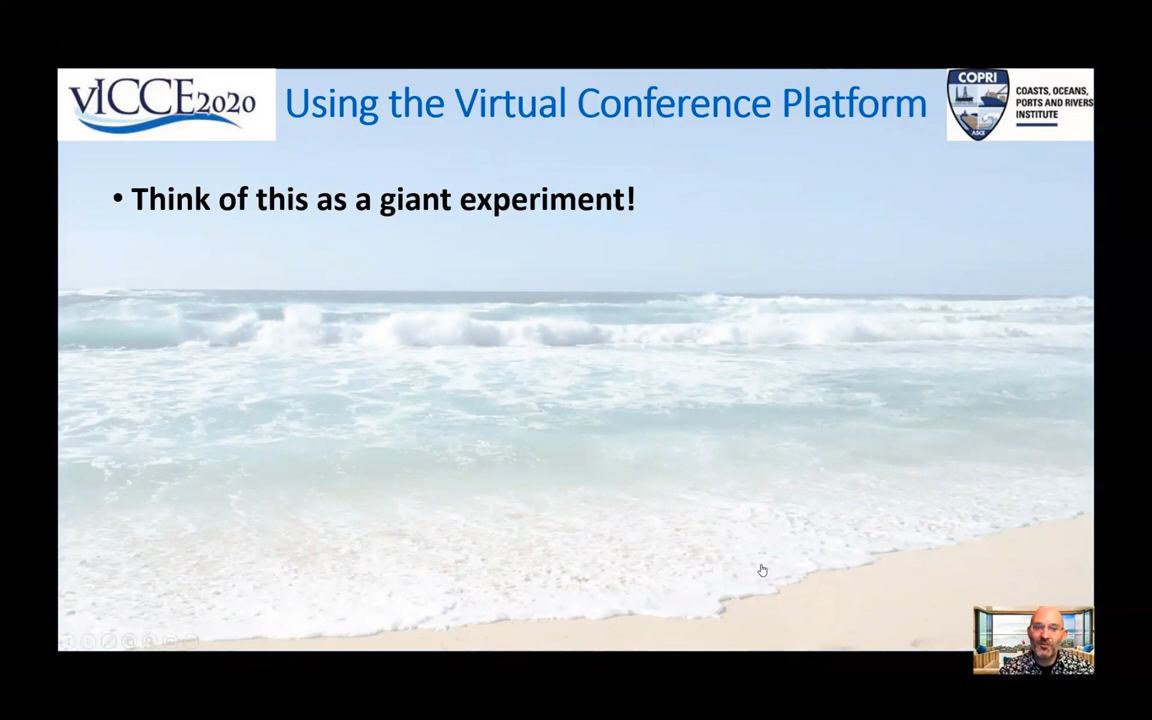 vICCE2020
Using the Virtual Conference Platform
COPRI
ASCE
COASTS, OCEANS,
PORTS AND RIVERS
INSTITUTE
• Think of this as a giant experiment!